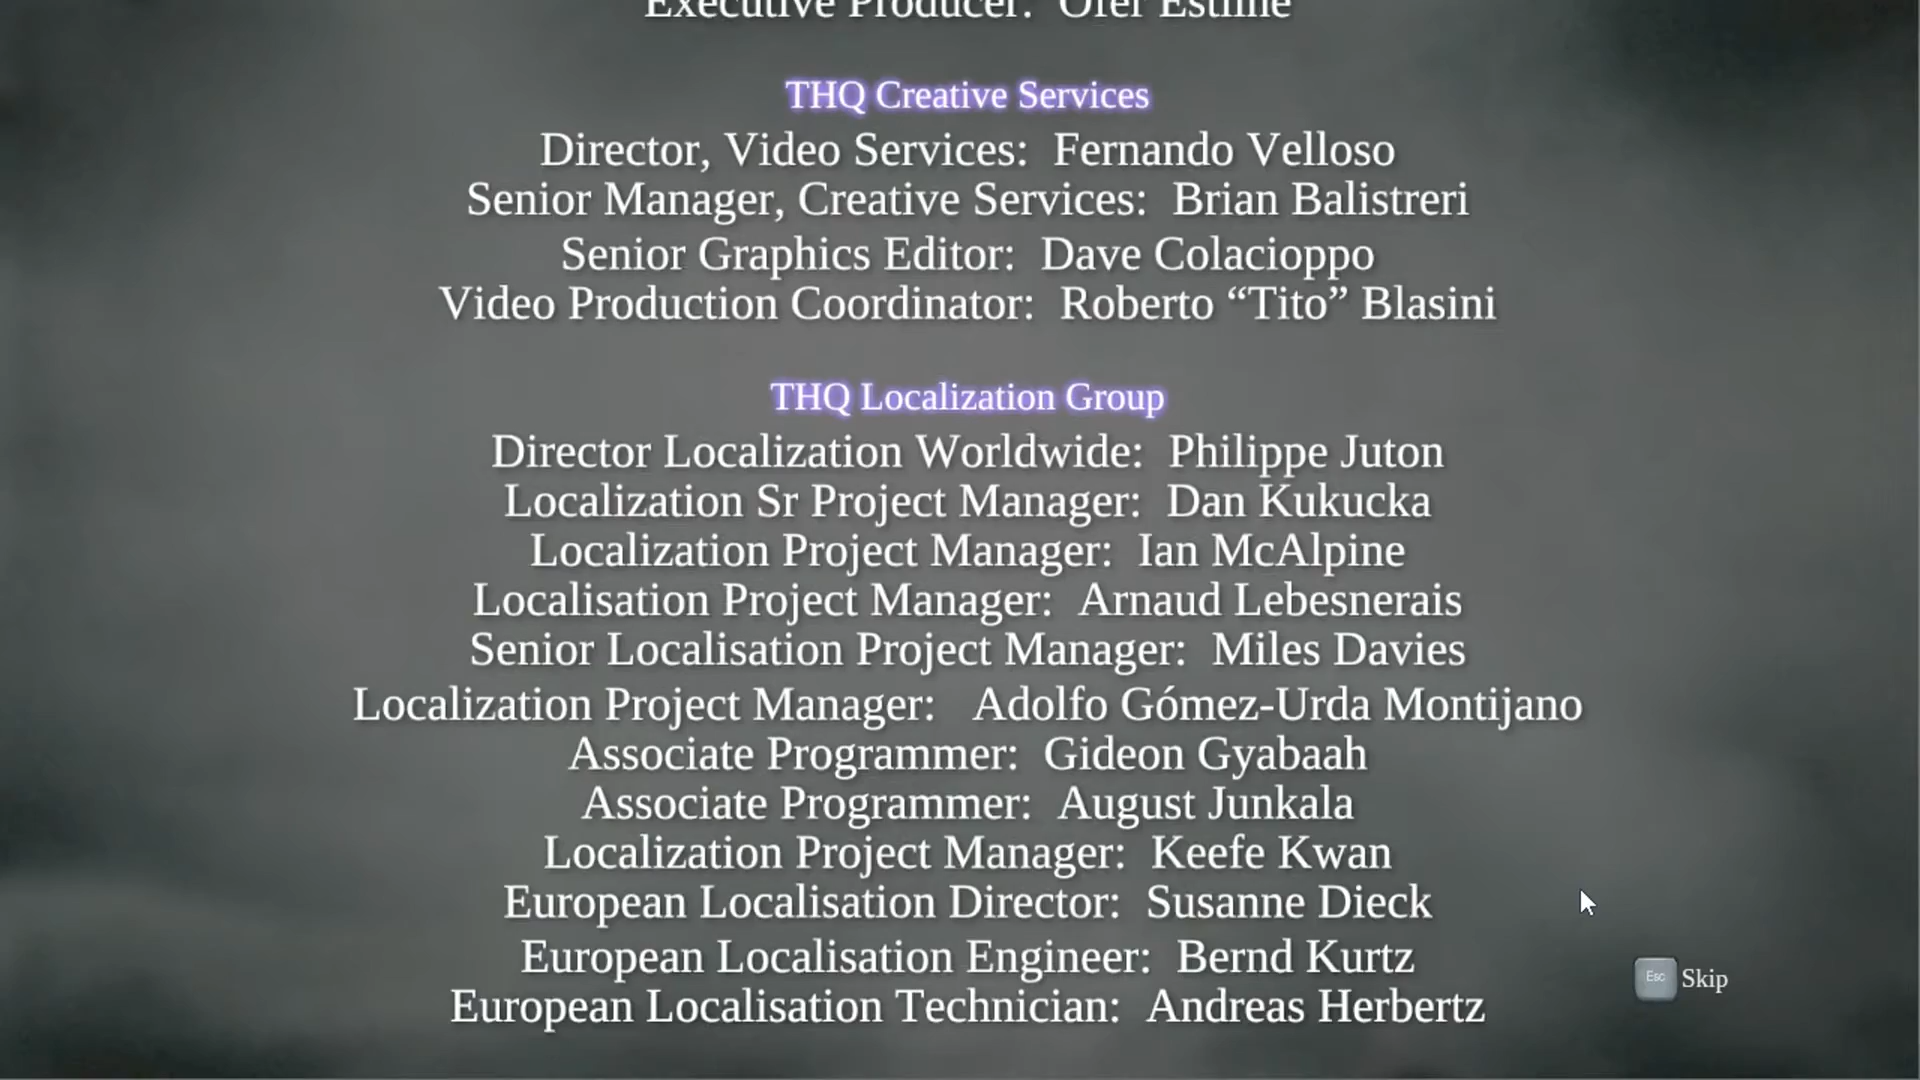 Executive Producer:  Ofer Estline
THQ Creative Services
Director, Video Services:  Fernando Velloso
Senior Manager, Creative Services:  Brian Balistreri
Senior Graphics Editor:  Dave Colacioppo
Video Production Coordinator:  Roberto “Tito” Blasini
THQ Localization Group
Director Localization Worldwide:  Philippe Juton
Localization Sr Project Manager:  Dan Kukucka
Localization Project Manager:  Ian McAlpine
Localisation Project Manager:  Arnaud Lebesnerais
Senior Localisation Project Manager:  Miles Davies
Localization Project Manager:   Adolfo Gómez-Urda Montijano
Associate Programmer:  Gideon Gyabaah
Associate Programmer:  August Junkala
Localization Project Manager:  Keefe Kwan
European Localisation Director:  Susanne Dieck
European Localisation Engineer:  Bernd Kurtz
European Localisation Technician:  Andreas Herbertz
Esc Skip